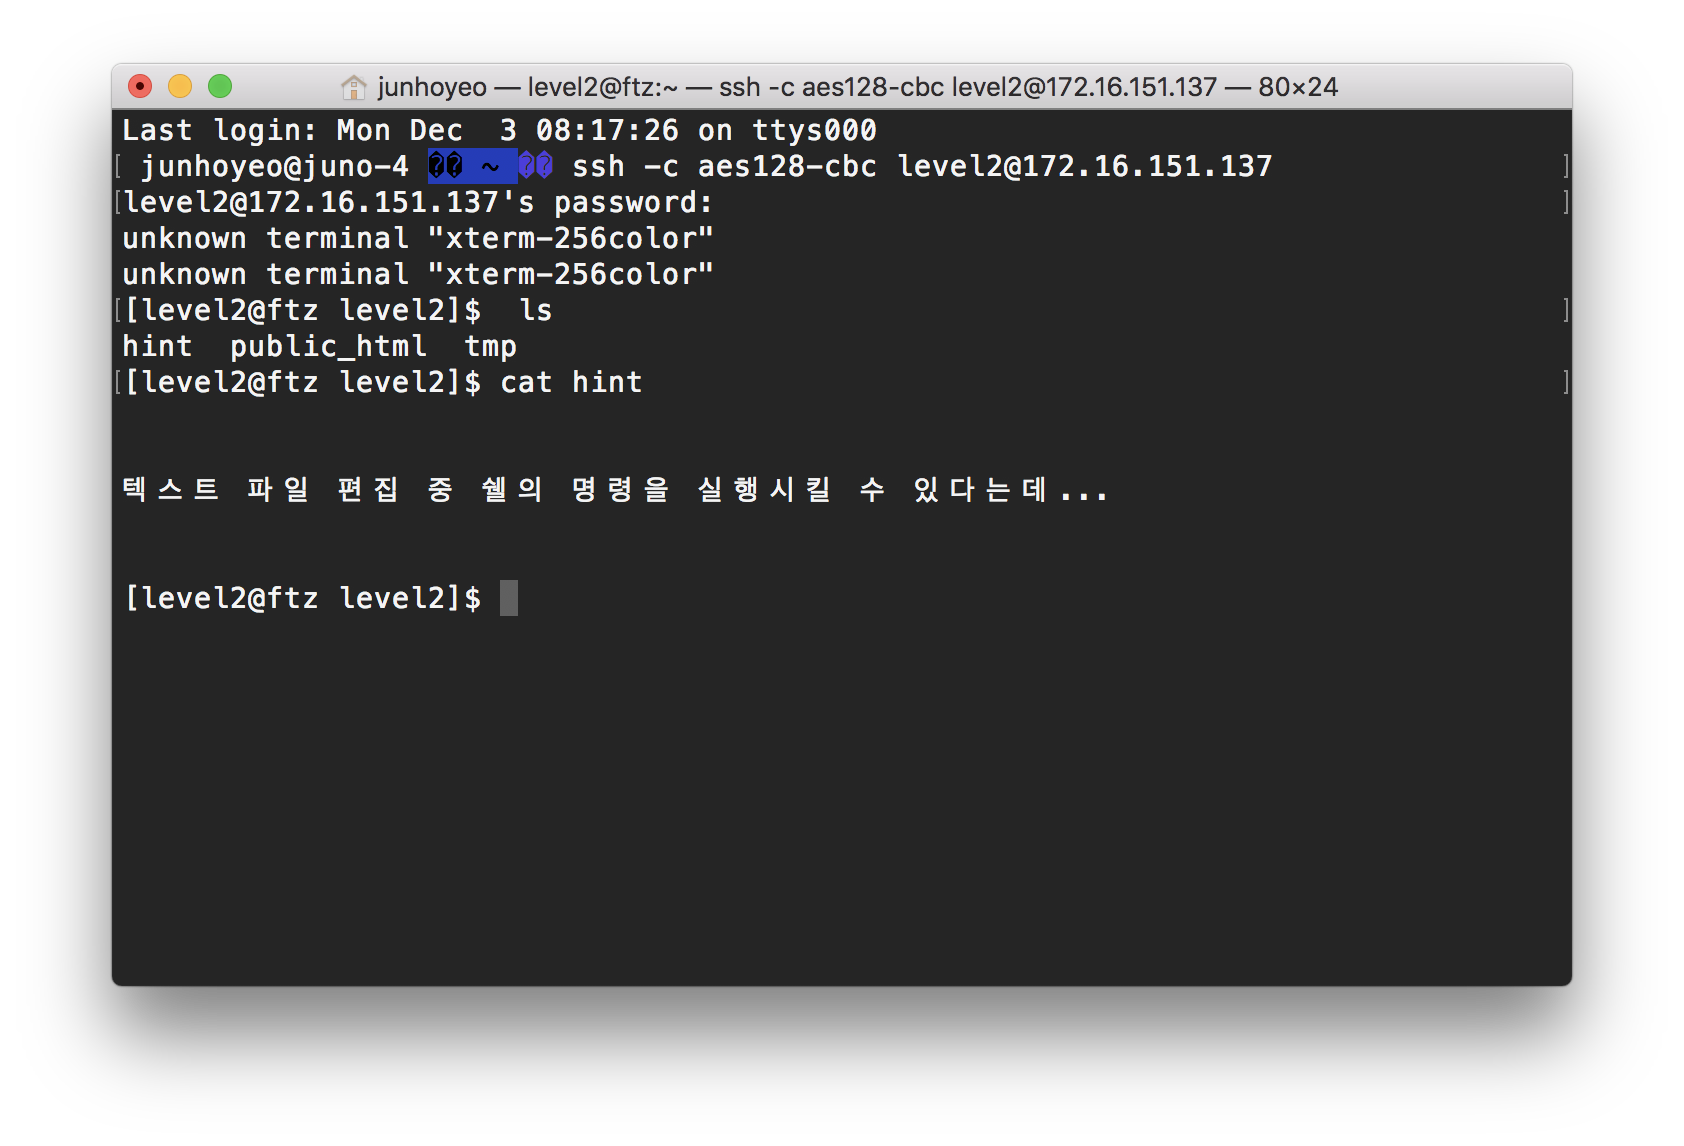 junhoyeo — level2@ftz:~ — ssh -c aes128-cbc level2@172.16.151.137 — 80×24
Last login: Mon Dec  3 08:17:26 on ttys000
[ junhoyeo@juno-4 �� ~ �� ssh -c aes128-cbc level2@172.16.151.137 ]
[level2@172.16.151.137's password: ]
unknown terminal "xterm-256color"
unknown terminal "xterm-256color"
[[level2@ftz level2]$  ls ]
hint  public_html  tmp
[[level2@ftz level2]$ cat hint ]
텍스트 파일 편집 중 쉘의 명령을 실행시킬 수 있다는데...
[level2@ftz level2]$